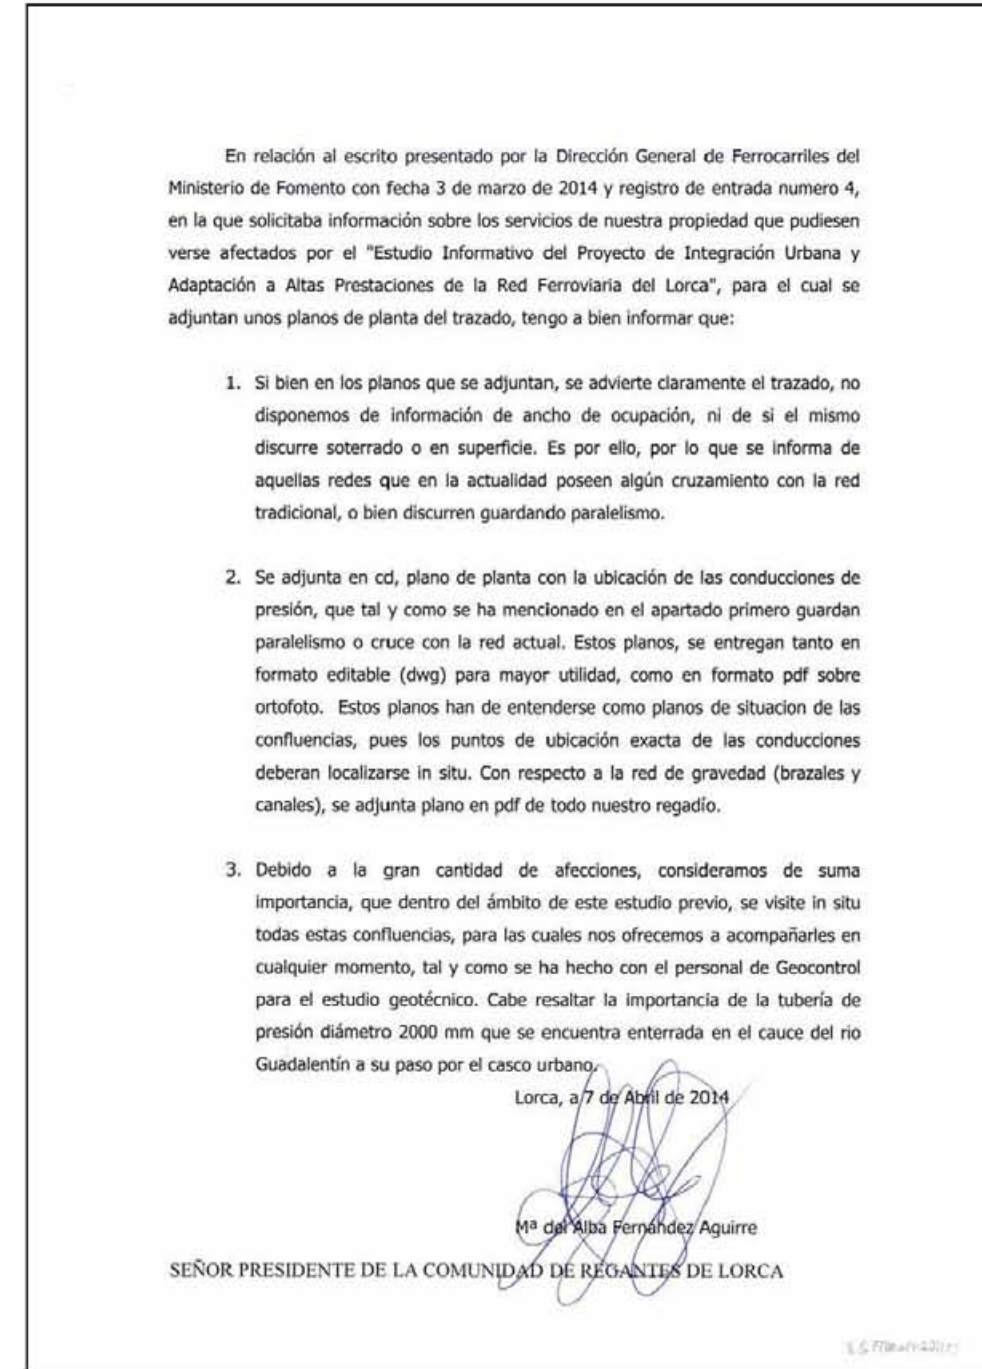 En relación al escrito presentado por la Dirección General de Ferrocarriles del
Ministerio de Fomento con fecha 3 de marzo de 2014 y registro de entrada numero 4,
en la que solicitaba información sobre los servicios de nuestra propiedad que pudiesen
verse afectados por el "Estudio Informativo del Proyecto de Integración Urbana y
Adaptación a Altas Prestaciones de la Red Ferroviaria del Lorca", para el cual se
adjuntan unos planos de planta del trazado, tengo a bien informar que:
1. Si bien en los planos que se adjuntan, se advierte claramente el trazado, no
disponemos de información de ancho de ocupación, ni de si el mismo
discurre soterrado o en superficie. Es por ello, por lo que se informa de
aquellas redes que en la actualidad poseen algún cruzamiento con la red
tradicional, o bien discurren guardando paralelismo.
2. Se adjunta en cd, plano de planta con la ubicación de las conducciones de
presión, que tal y como se ha mencionado en el apartado primero guardan
paralelismo o cruce con la red actual. Estos planos, se entregan tanto en
formato editable (dwg) para mayor utilidad, como en formato pdf sobre
ortofoto. Estos planos han de entenderse como planos de situacion de las
confluencias, pues los puntos de ubicación exacta de las conducciones
deberan localizarse in situ. Con respecto a la red de gravedad (brazales y
canales), se adjunta plano en pdf de todo nuestro regadío.
3. Debido a la gran cantidad de afecciones, consideramos de suma
importancia, que dentro del ámbito de este estudio previo, se visite in situ
todas estas confluencias, para las cuales nos ofrecemos a acompañarles en
cualquier momento, tal y como se ha hecho con el personal de Geocontrol
para el estudio geotécnico. Cabe resaltar la importancia de la tubería de
presión diámetro 2000 mm que se encuentra enterrada en el cauce del rio
Guadalentín a su paso por el casco urbano.
Lorca, a 7 de Abril de 2014
Mª del Alba Fernández Aguirre
SEÑOR PRESIDENTE DE LA COMUNIDAD DE REGANTES DE LORCA